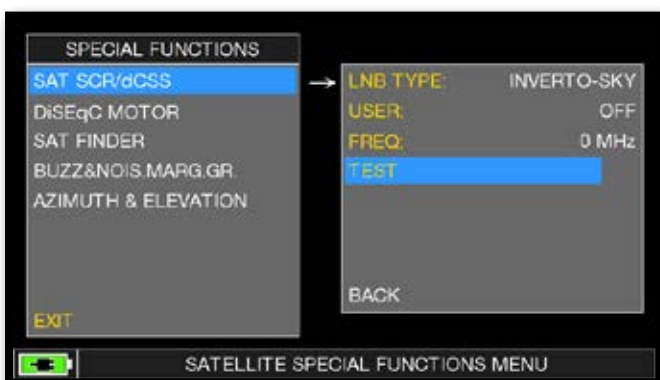 SPECIAL FUNCTIONS
SAT SCR/dCSS
DiSEqC MOTOR
SAT FINDER
BUZZ&NOIS.MARG.GR.
AZIMUTH & ELEVATION
EXIT
→ LNB TYPE: INVERTO-SKY
USER: OFF
FREQ: 0 MHz
TEST
BACK
SATELLITE SPECIAL FUNCTIONS MENU